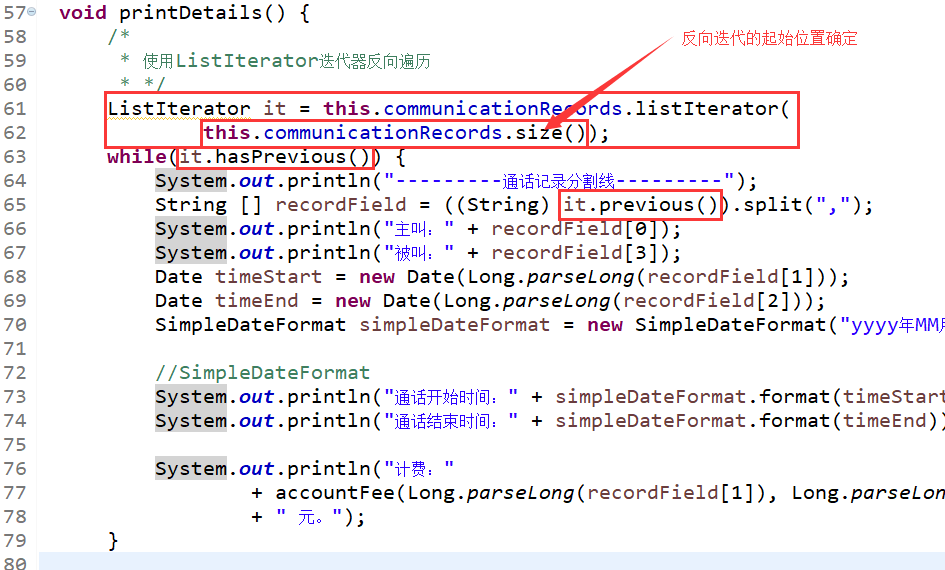 57 void printDetails() {
58 /*
反向迭代的起始位置确定
59 * 使用ListIterator迭代器反向遍历
60 * */
61 ListIterator it = this.communicationRecords.listIterator(
62 this.communicationRecords.size());
63 while(it.hasPrevious()) {
64 System.out.println("---------通话记录分割线---------");
65 String [] recordField = ((String) it.previous()).split(",");
66 System.out.println("主叫：" + recordField[0]);
67 System.out.println("被叫：" + recordField[3]);
68 Date timeStart = new Date(Long.parseLong(recordField[1]));
69 Date timeEnd = new Date(Long.parseLong(recordField[2]));
70 SimpleDateFormat simpleDateFormat = new SimpleDateFormat("yyyy年MM
71
72 //SimpleDateFormat
73 System.out.println("通话开始时间：" + simpleDateFormat.format(timeStart
74 System.out.println("通话结束时间：" + simpleDateFormat.format(timeEnd))
75
76 System.out.println("计费："
77 + accountFee(Long.parseLong(recordField[1]), Long.parseLon
78 + " 元。");
79 }
80